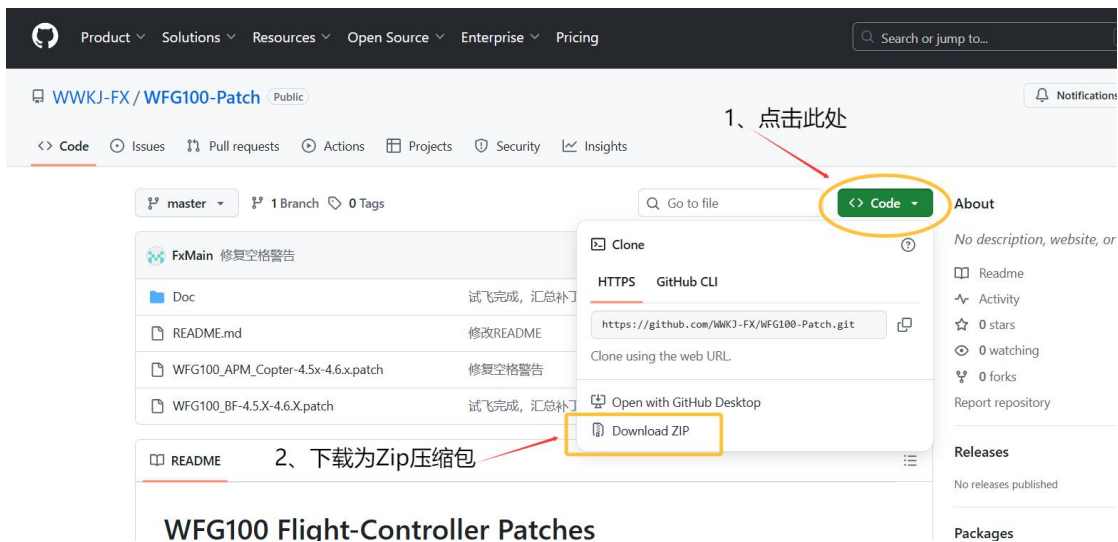 Product Solutions Resources Open Source Enterprise Pricing Search or jump to...
WWKJ-FX / WFG100-Patch Public Notifications
1、点击此处
Code Issues Pull requests Actions Projects Security Insights
master 1 Branch 0 Tags Go to file Code About
FxMain 修复空格警告 Clone No description, website, or
Doc 试飞完成，汇总补丁 HTTPS GitHub CLI Readme
Activity
README.md 修改README https://github.com/WWKJ-FX/WFG100-Patch.git 0 stars
Clone using the web URL. 0 watching
WFG100_APM_Copter-4.5x-4.6.x.patch 修复空格警告 0 forks
WFG100_BF-4.5.X-4.6.X.patch 试飞完成，汇总补丁 Open with GitHub Desktop Report repository
Download ZIP
README 2、下载为Zip压缩包 Releases
No releases published
WFG100 Flight-Controller Patches Packages